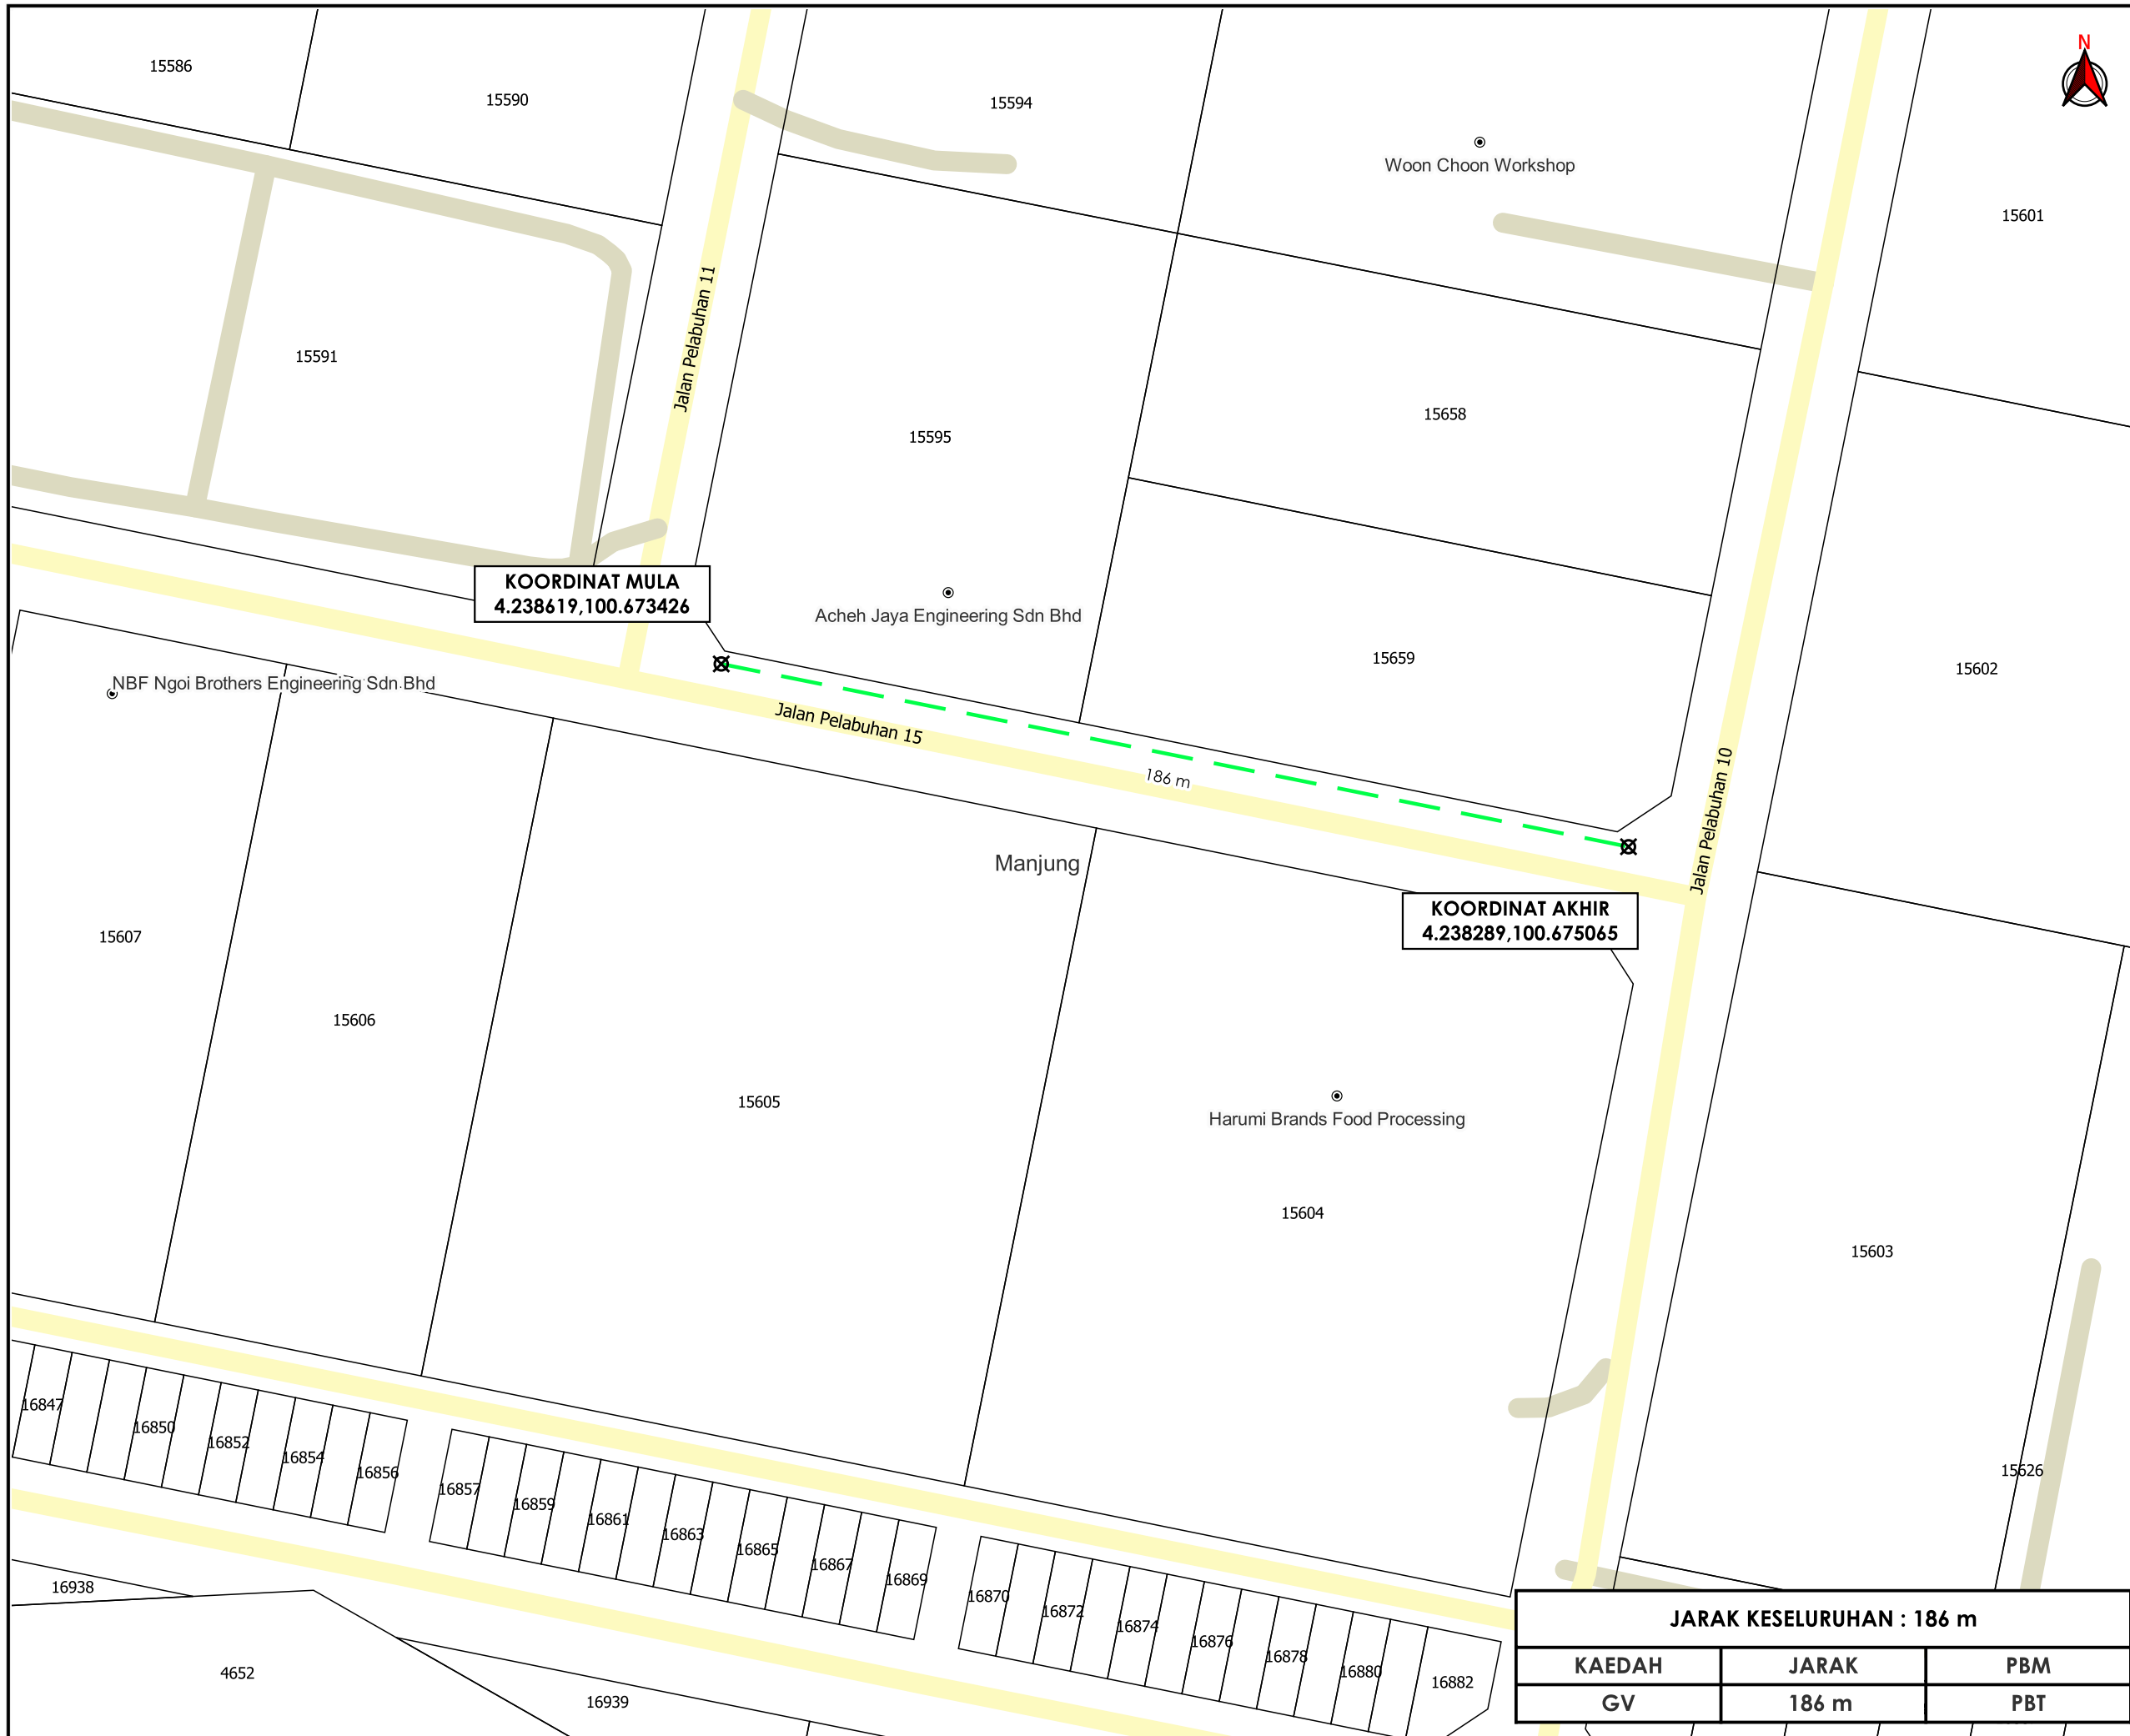 N
15586
15590
15594
Woon Choon Workshop
15601
Jalan Pelabuhan 11
15591
15595
15658
KOORDINAT MULA
4.238619,100.673426
Acheh Jaya Engineering Sdn Bhd
15659
15602
NBF Ngoi Brothers Engineering Sdn Bhd
Jalan Pelabuhan 15
186 m
Jalan Pelabuhan 10
Manjung
KOORDINAT AKHIR
4.238289,100.675065
15607
15606
15605
Harumi Brands Food Processing
15604
15603
16847
16850
16852
16854
16856
15626
16857
16859
16861
16863
16865
16867
16869
16938
16870
16872
16874
16876
16878
16880
16882
4652
16939
JARAK KESELURUHAN : 186 m
KAEDAH JARAK PBM
GV 186 m PBT